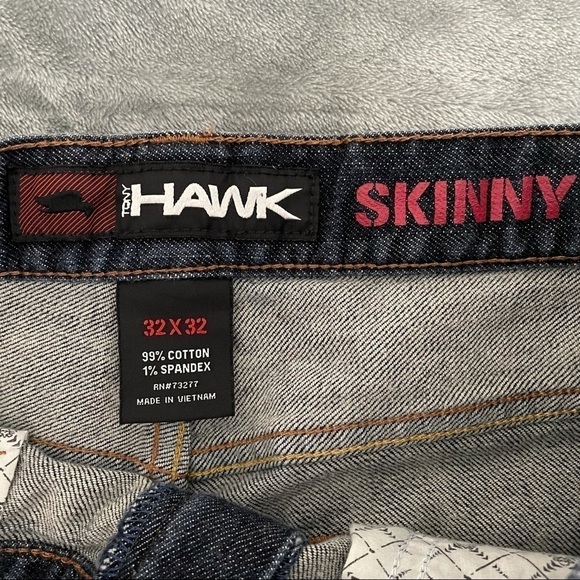 TONY HAWK SKINNY
32 X 32
99% COTTON
1% SPANDEX
RN#73277
MADE IN VIETNAM